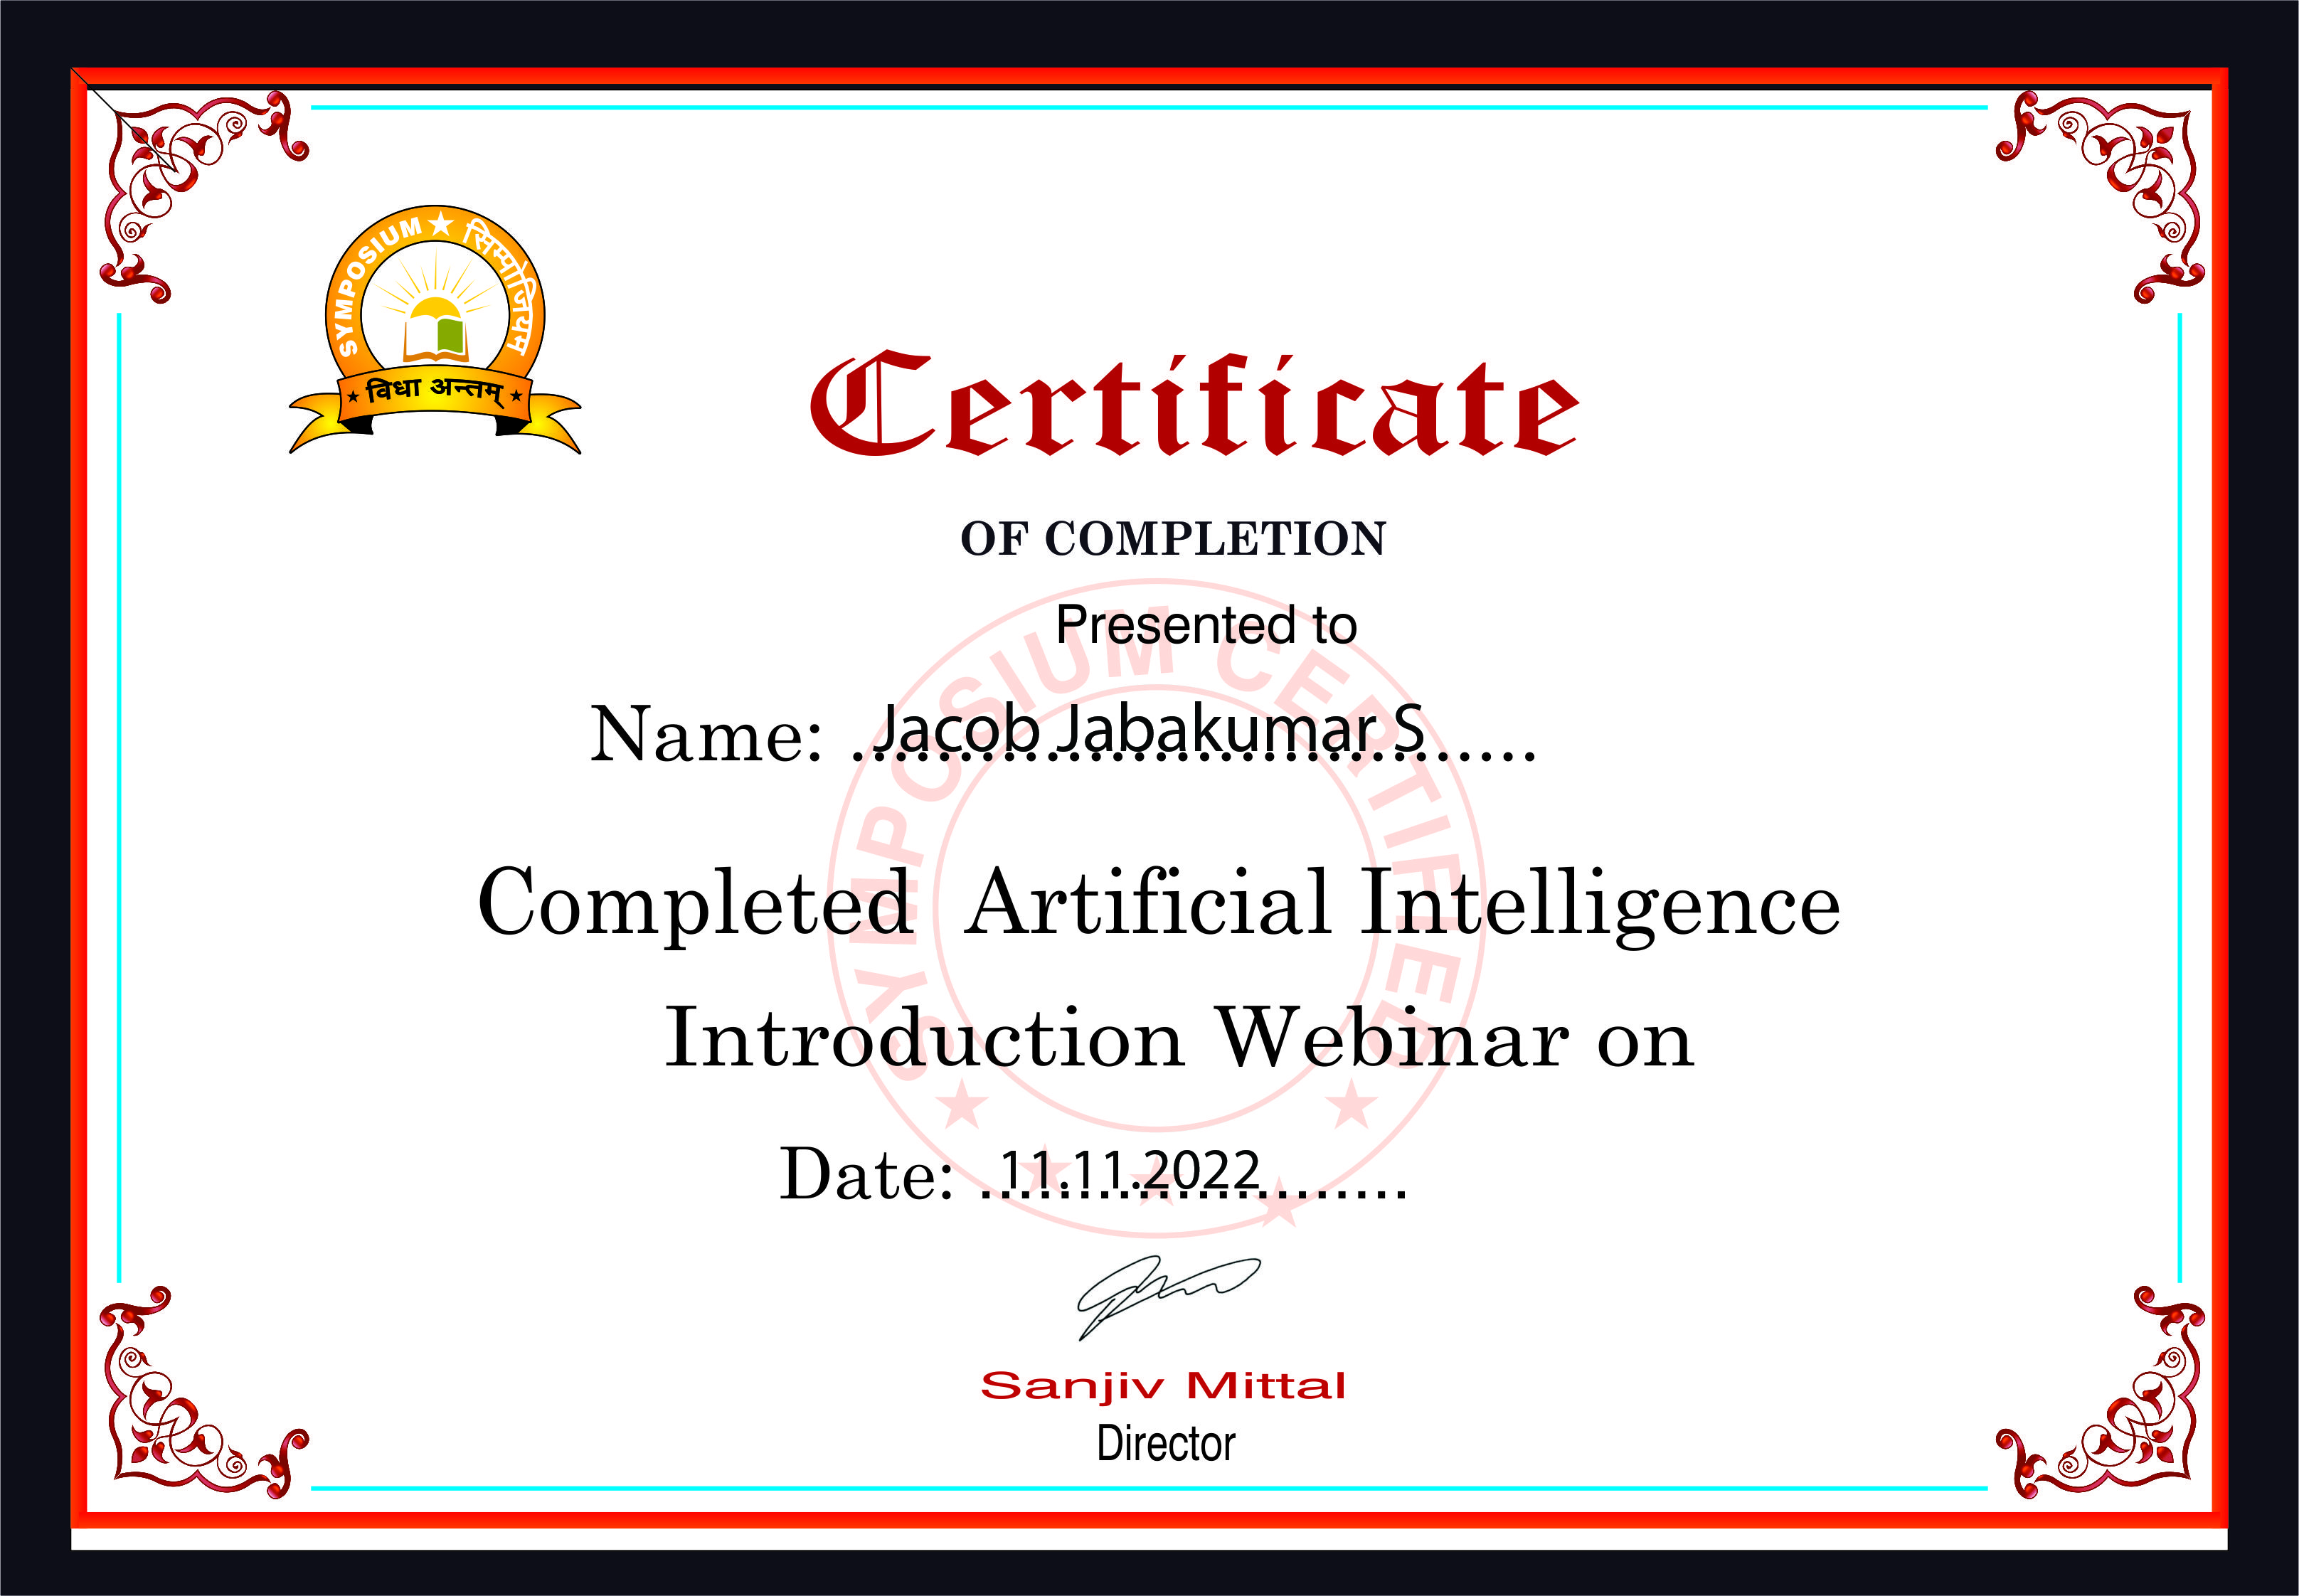 SYMPOSIUM ★ सिम्पोजियम
★ विधा अन्तम् ★
Certificate
OF COMPLETION
Presented to
Name: Jacob Jabakumar S
Completed Artificial Intelligence
Introduction Webinar on
Date: 11.11.2022
SYMPOSIUM CERTIFIED
Sanjiv Mittal
Director